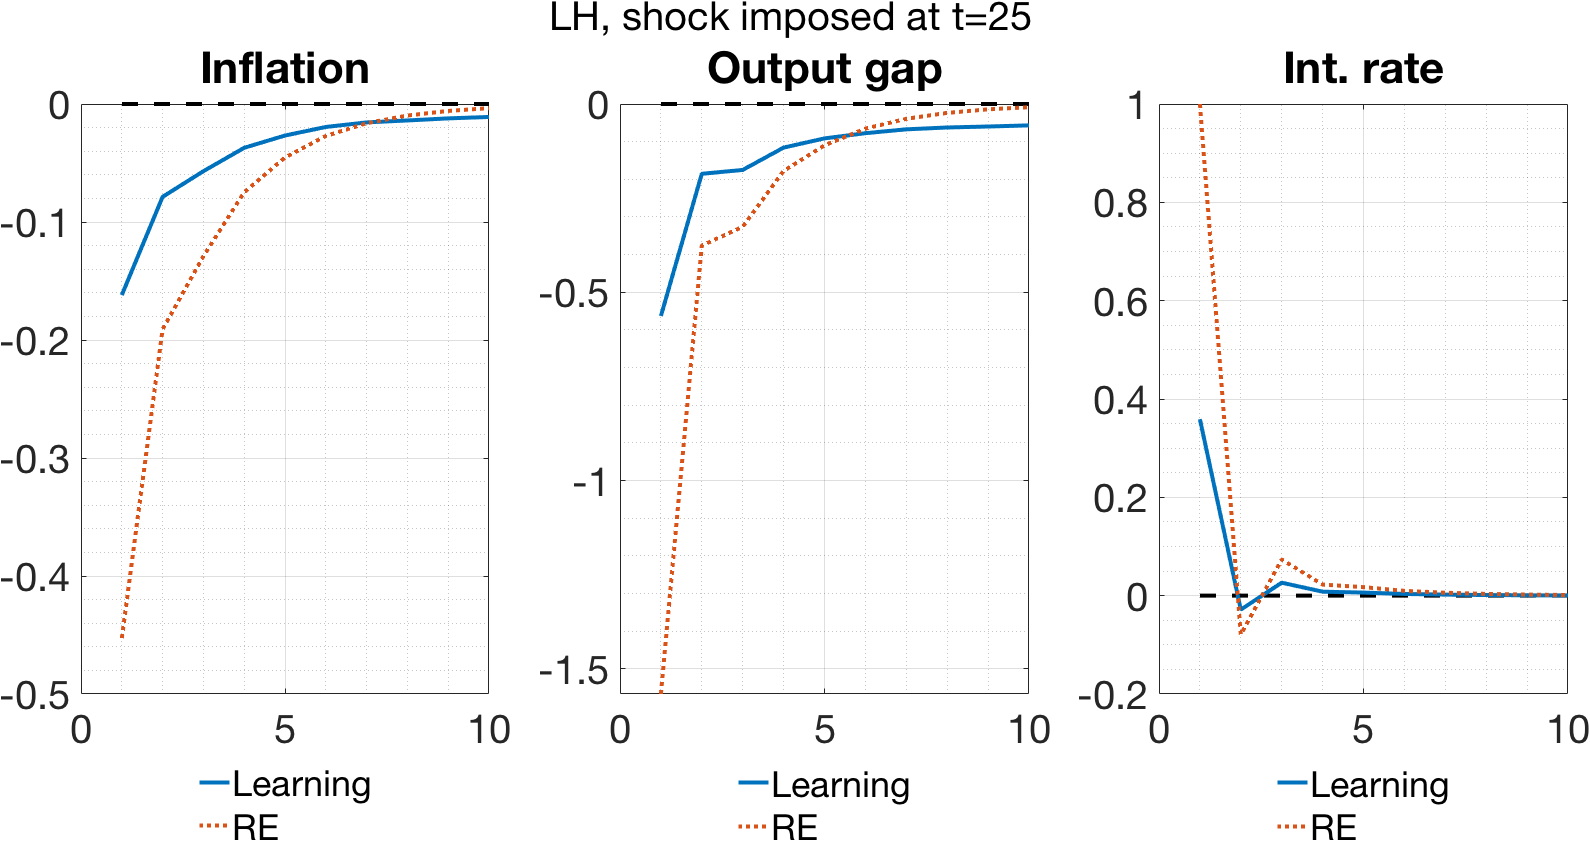 LH, shock imposed at t=25
Inflation
0
-0.1
-0.2
-0.3
-0.4
-0.5
0 5 10
Learning
RE
Output gap
0
-0.5
-1
-1.5
0 5 10
Learning
RE
Int. rate
1
0.8
0.6
0.4
0.2
0
-0.2
0 5 10
Learning
RE